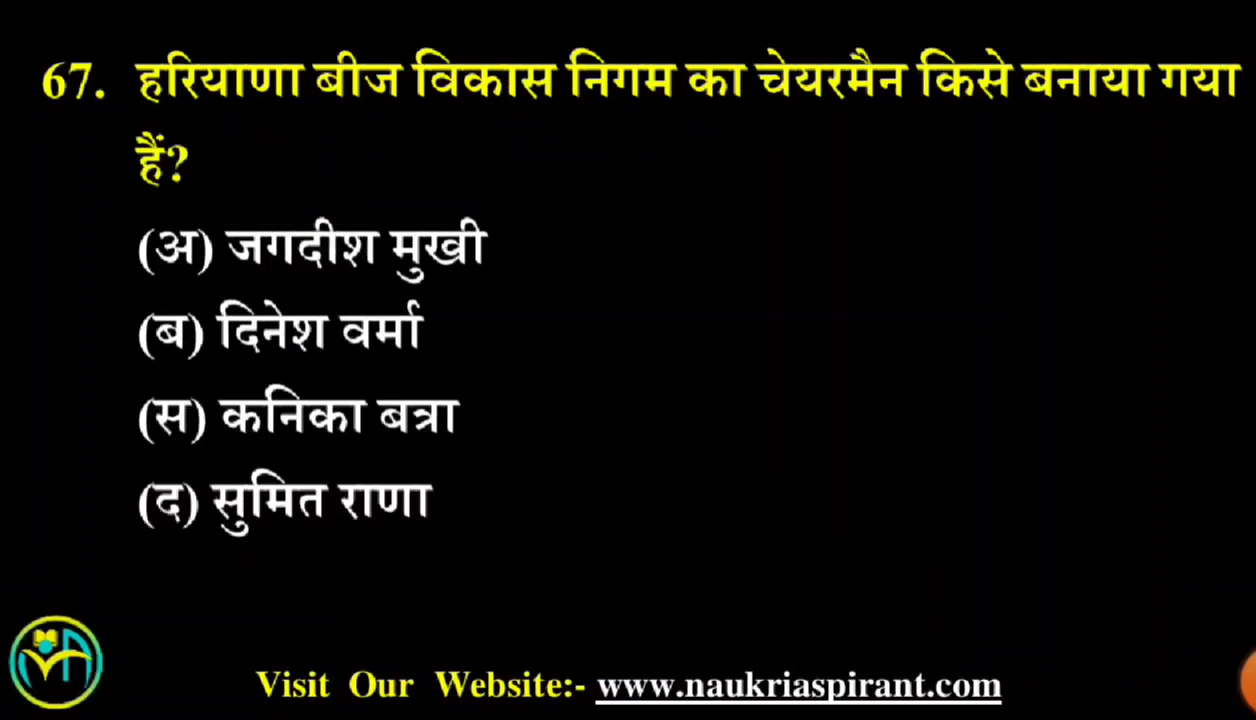 67. हरियाणा बीज विकास निगम का चेयरमैन किसे बनाया गया
हैं?
(अ) जगदीश मुखी
(ब) दिनेश वर्मा
(स) कनिका बत्रा
(द) सुमित राणा
Visit Our Website:- www.naukriaspirant.com